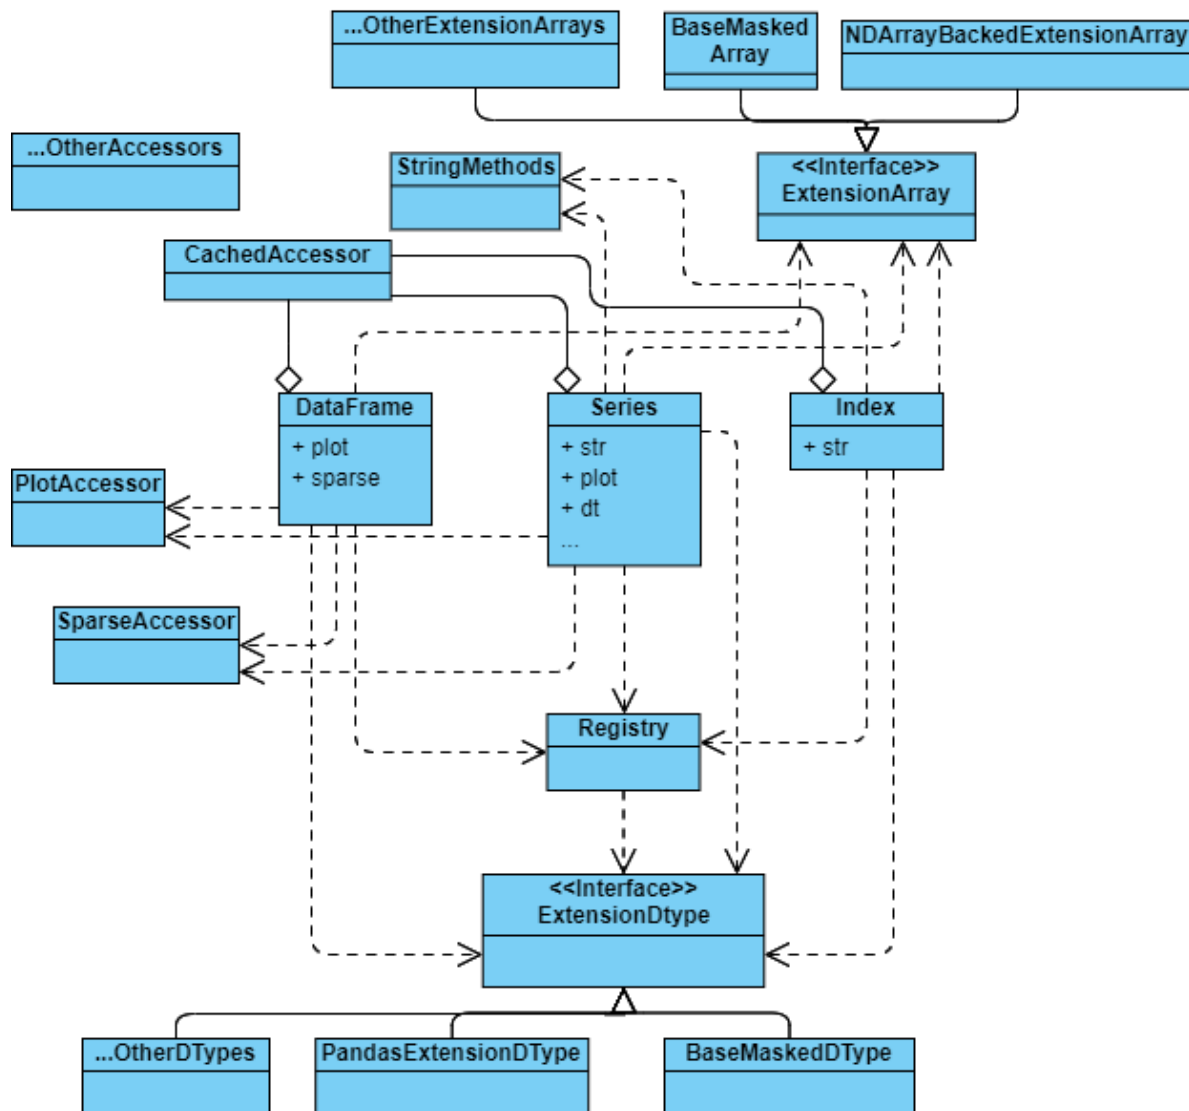 ...OtherExtensionArrays
BaseMasked
Array
NDArrayBackedExtensionArray
...OtherAccessors
StringMethods
<<Interface>>
ExtensionArray
CachedAccessor
DataFrame
+ plot
+ sparse
Series
+ str
+ plot
+ dt
...
Index
+ str
PlotAccessor
SparseAccessor
Registry
<<Interface>>
ExtensionDtype
...OtherDTypes
PandasExtensionDType
BaseMaskedDType